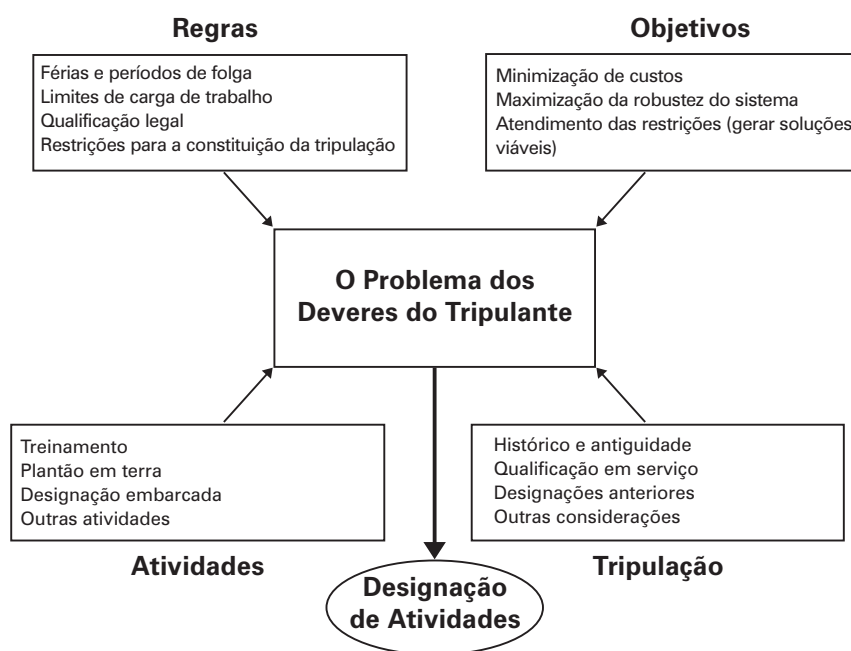 Regras
Férias e períodos de folga
Limites de carga de trabalho
Qualificação legal
Restrições para a constituição da tripulação
Objetivos
Minimização de custos
Maximização da robustez do sistema
Atendimento das restrições (gerar soluções
viáveis)
O Problema dos
Deveres do Tripulante
Treinamento
Plantão em terra
Designação embarcada
Outras atividades
Atividades
Histórico e antiguidade
Qualificação em serviço
Designações anteriores
Outras considerações
Tripulação
Designação
de Atividades